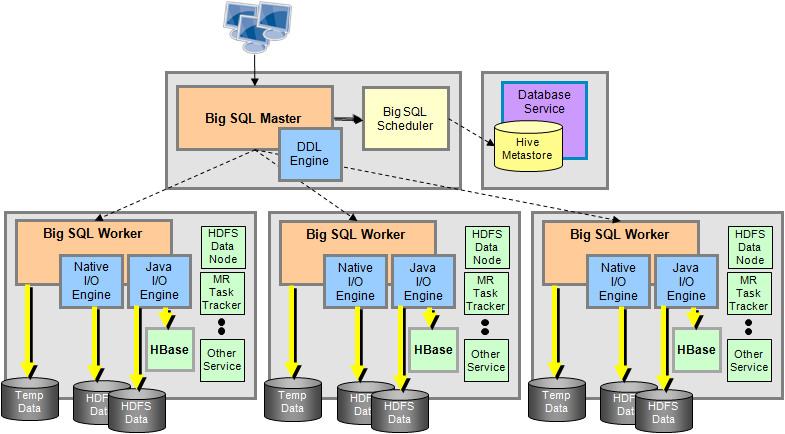 Big SQL Master
DDL
Engine
Big SQL
Scheduler
Database
Service
Hive
Metastore
Big SQL Worker
Native
I/O
Engine
Java
I/O
Engine
HBase
HDFS
Data
Node
MR
Task
Tracker
Other
Service
Temp
Data
HDFS
Data
HDFS
Data
Big SQL Worker
Native
I/O
Engine
Java
I/O
Engine
HBase
HDFS
Data
Node
MR
Task
Tracker
Other
Service
Temp
Data
HDFS
Data
HDFS
Data
Big SQL Worker
Native
I/O
Engine
Java
I/O
Engine
HBase
HDFS
Data
Node
MR
Task
Tracker
Other
Service
Temp
Data
HDFS
Data
HDFS
Data